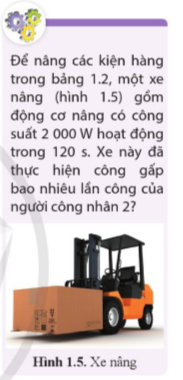 Để nâng các kiện hàng
trong bảng 1.2, một xe
nâng (hình 1.5) gồm
động cơ nâng có công
suất 2 000 W hoạt động
trong 120 s. Xe này đã
thực hiện công gấp
bao nhiêu lần công của
người công nhân 2?
Hình 1.5. Xe nâng